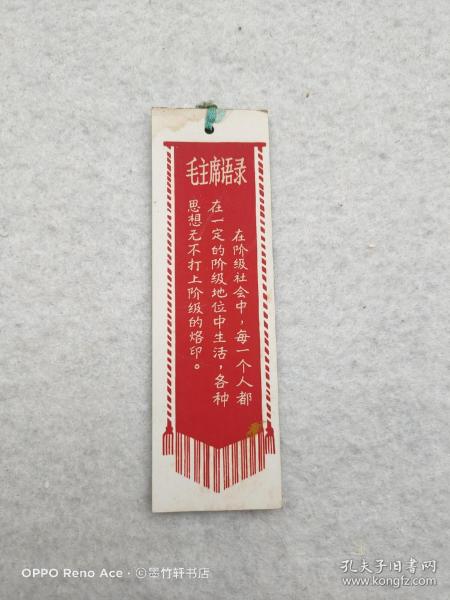 毛主席语录
在阶级社会中，每一个人都
在一定的阶级地位中生活，各种
思想无不打上阶级的烙印。
OPPO Reno Ace · ©墨竹轩书店
孔夫子旧书网
www.kongfz.com